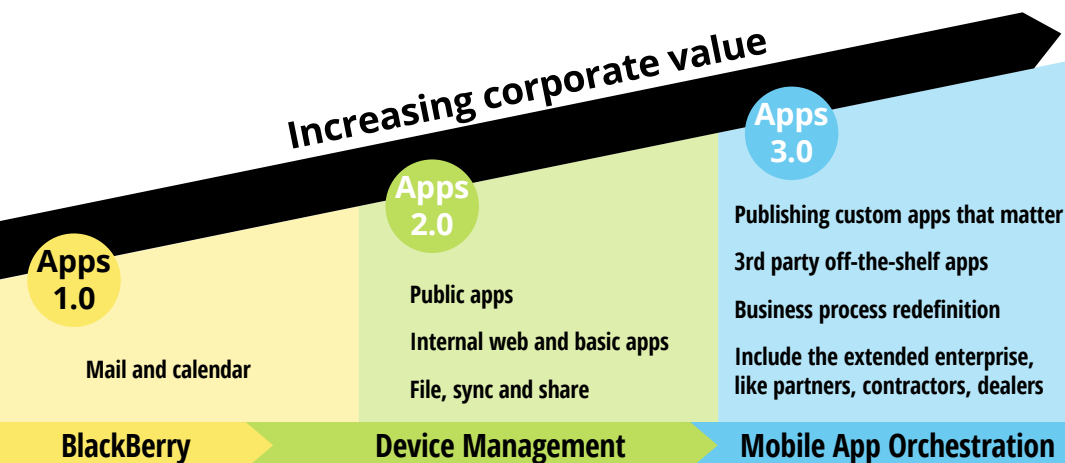 Increasing corporate value
Apps
1.0
Mail and calendar
BlackBerry
Apps
2.0
Public apps
Internal web and basic apps
File, sync and share
Device Management
Apps
3.0
Publishing custom apps that matter
3rd party off-the-shelf apps
Business process redefinition
Include the extended enterprise,
like partners, contractors, dealers
Mobile App Orchestration